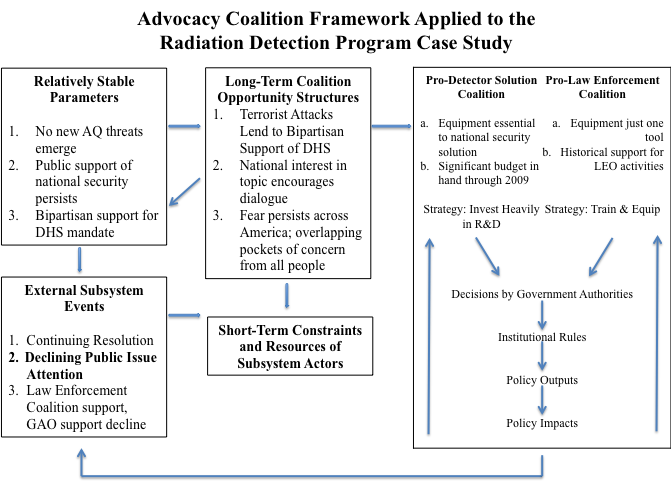 Advocacy Coalition Framework Applied to the
Radiation Detection Program Case Study
Relatively Stable
Parameters
1. No new AQ threats
emerge
2. Public support of
national security
persists
3. Bipartisan support for
DHS mandate
Long-Term Coalition
Opportunity Structures
1. Terrorist Attacks
Lend to Bipartisan
Support of DHS
2. National interest in
topic encourages
dialogue
3. Fear persists across
America; overlapping
pockets of concern
from all people
Pro-Detector Solution
Coalition
a. Equipment essential
to national security
solution
b. Significant budget in
hand through 2009
Strategy: Invest Heavily
in R&D
Pro-Law Enforcement
Coalition
a. Equipment just one
tool
b. Historical support for
LEO activities
Strategy: Train & Equip
Decisions by Government Authorities
Institutional Rules
Policy Outputs
Policy Impacts
External Subsystem
Events
1. Continuing Resolution
2. Declining Public Issue
Attention
3. Law Enforcement
Coalition support,
GAO support decline
Short-Term Constraints
and Resources of
Subsystem Actors